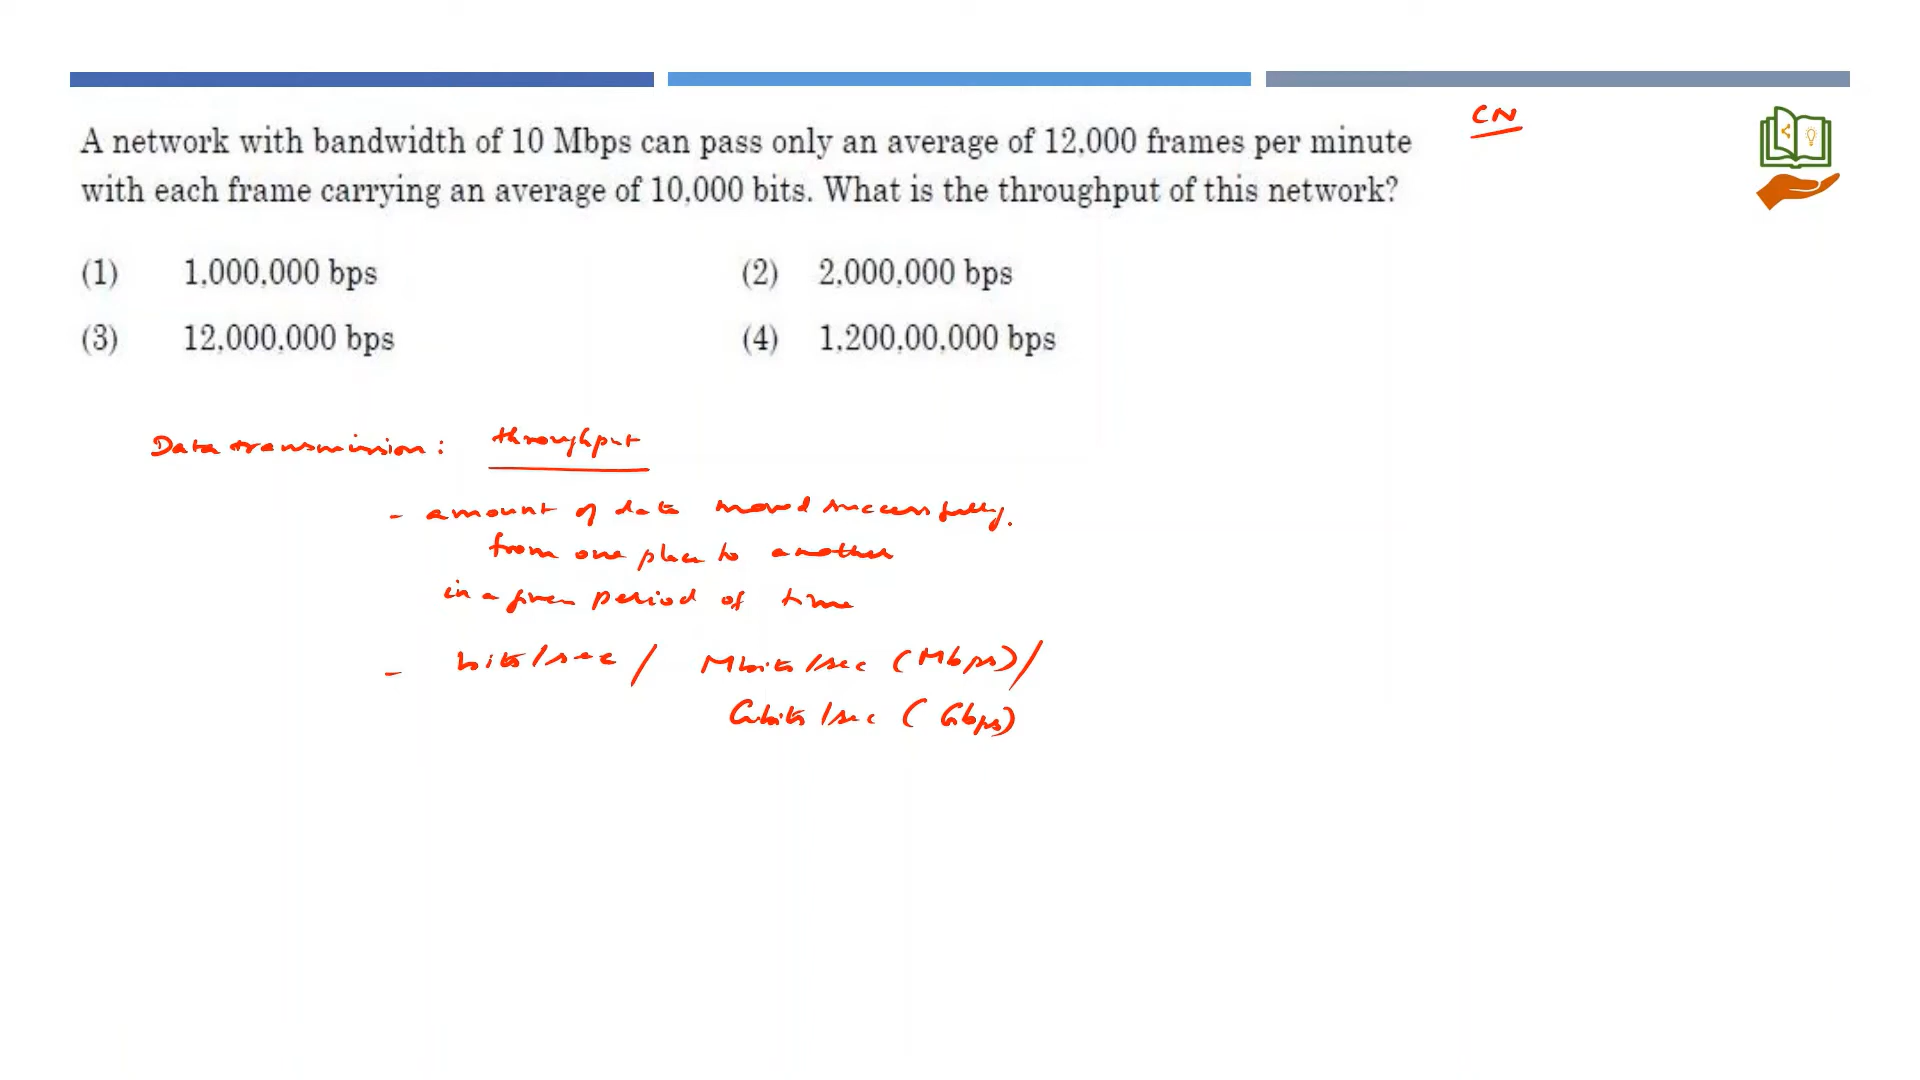 CN
A network with bandwidth of 10 Mbps can pass only an average of 12,000 frames per minute
with each frame carrying an average of 10,000 bits. What is the throughput of this network?
(1) 1,000,000 bps (2) 2,000,000 bps
(3) 12,000,000 bps (4) 1,200,00,000 bps
Data transmission: throughput
- amount of data moved successfully.
from one place to another
in a given period of time
- bits/sec / Mbits/sec (Mbps)/
Gbits/sec (Gbps)